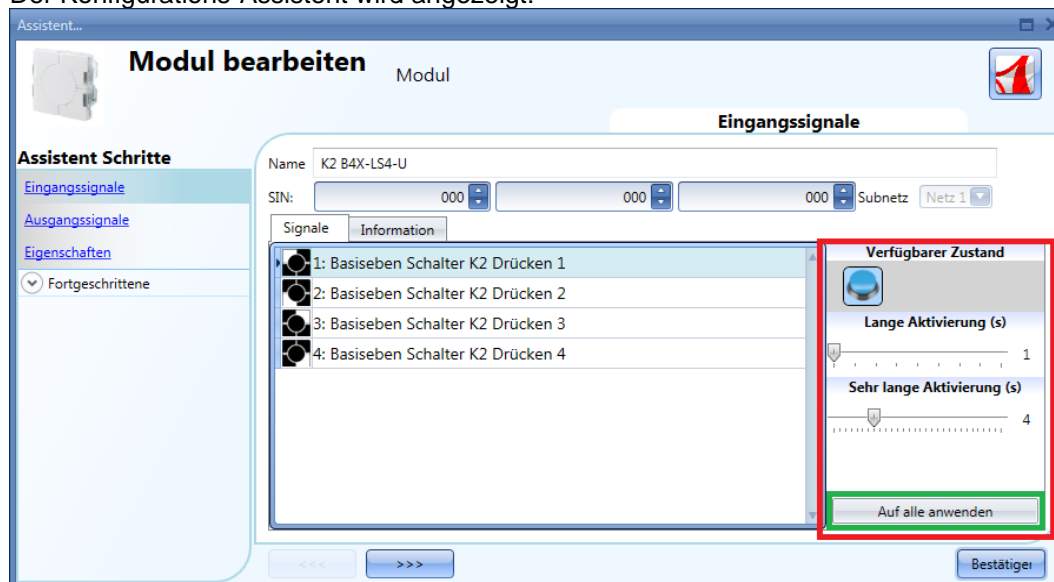 Der Konfigurations-Assistent wird angezeigt:
Assistent...
Modul bearbeiten
Modul
Eingangssignale
Assistent Schritte
Eingangssignale
Ausgangssignale
Eigenschaften
Fortgeschrittene
Name K2 B4X-LS4-U
SIN: 000 000 000 Subnetz Netz 1
Signale Information
1: Basiseben Schalter K2 Drücken 1
2: Basiseben Schalter K2 Drücken 2
3: Basiseben Schalter K2 Drücken 3
4: Basiseben Schalter K2 Drücken 4
Verfügbarer Zustand
Lange Aktivierung (s)
1
Sehr lange Aktivierung (s)
4
Auf alle anwenden
<<< >>>
Bestätiger